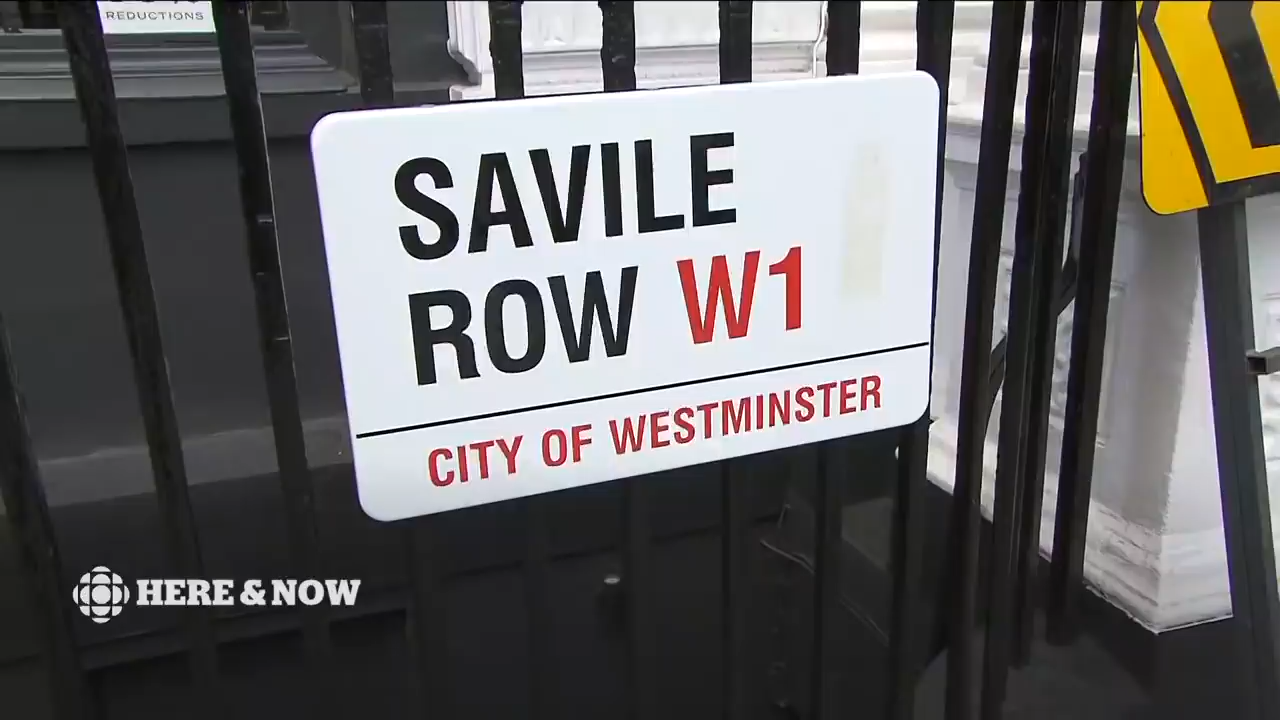 REDUCTIONS
SAVILE
ROW W1
CITY OF WESTMINSTER
HERE & NOW